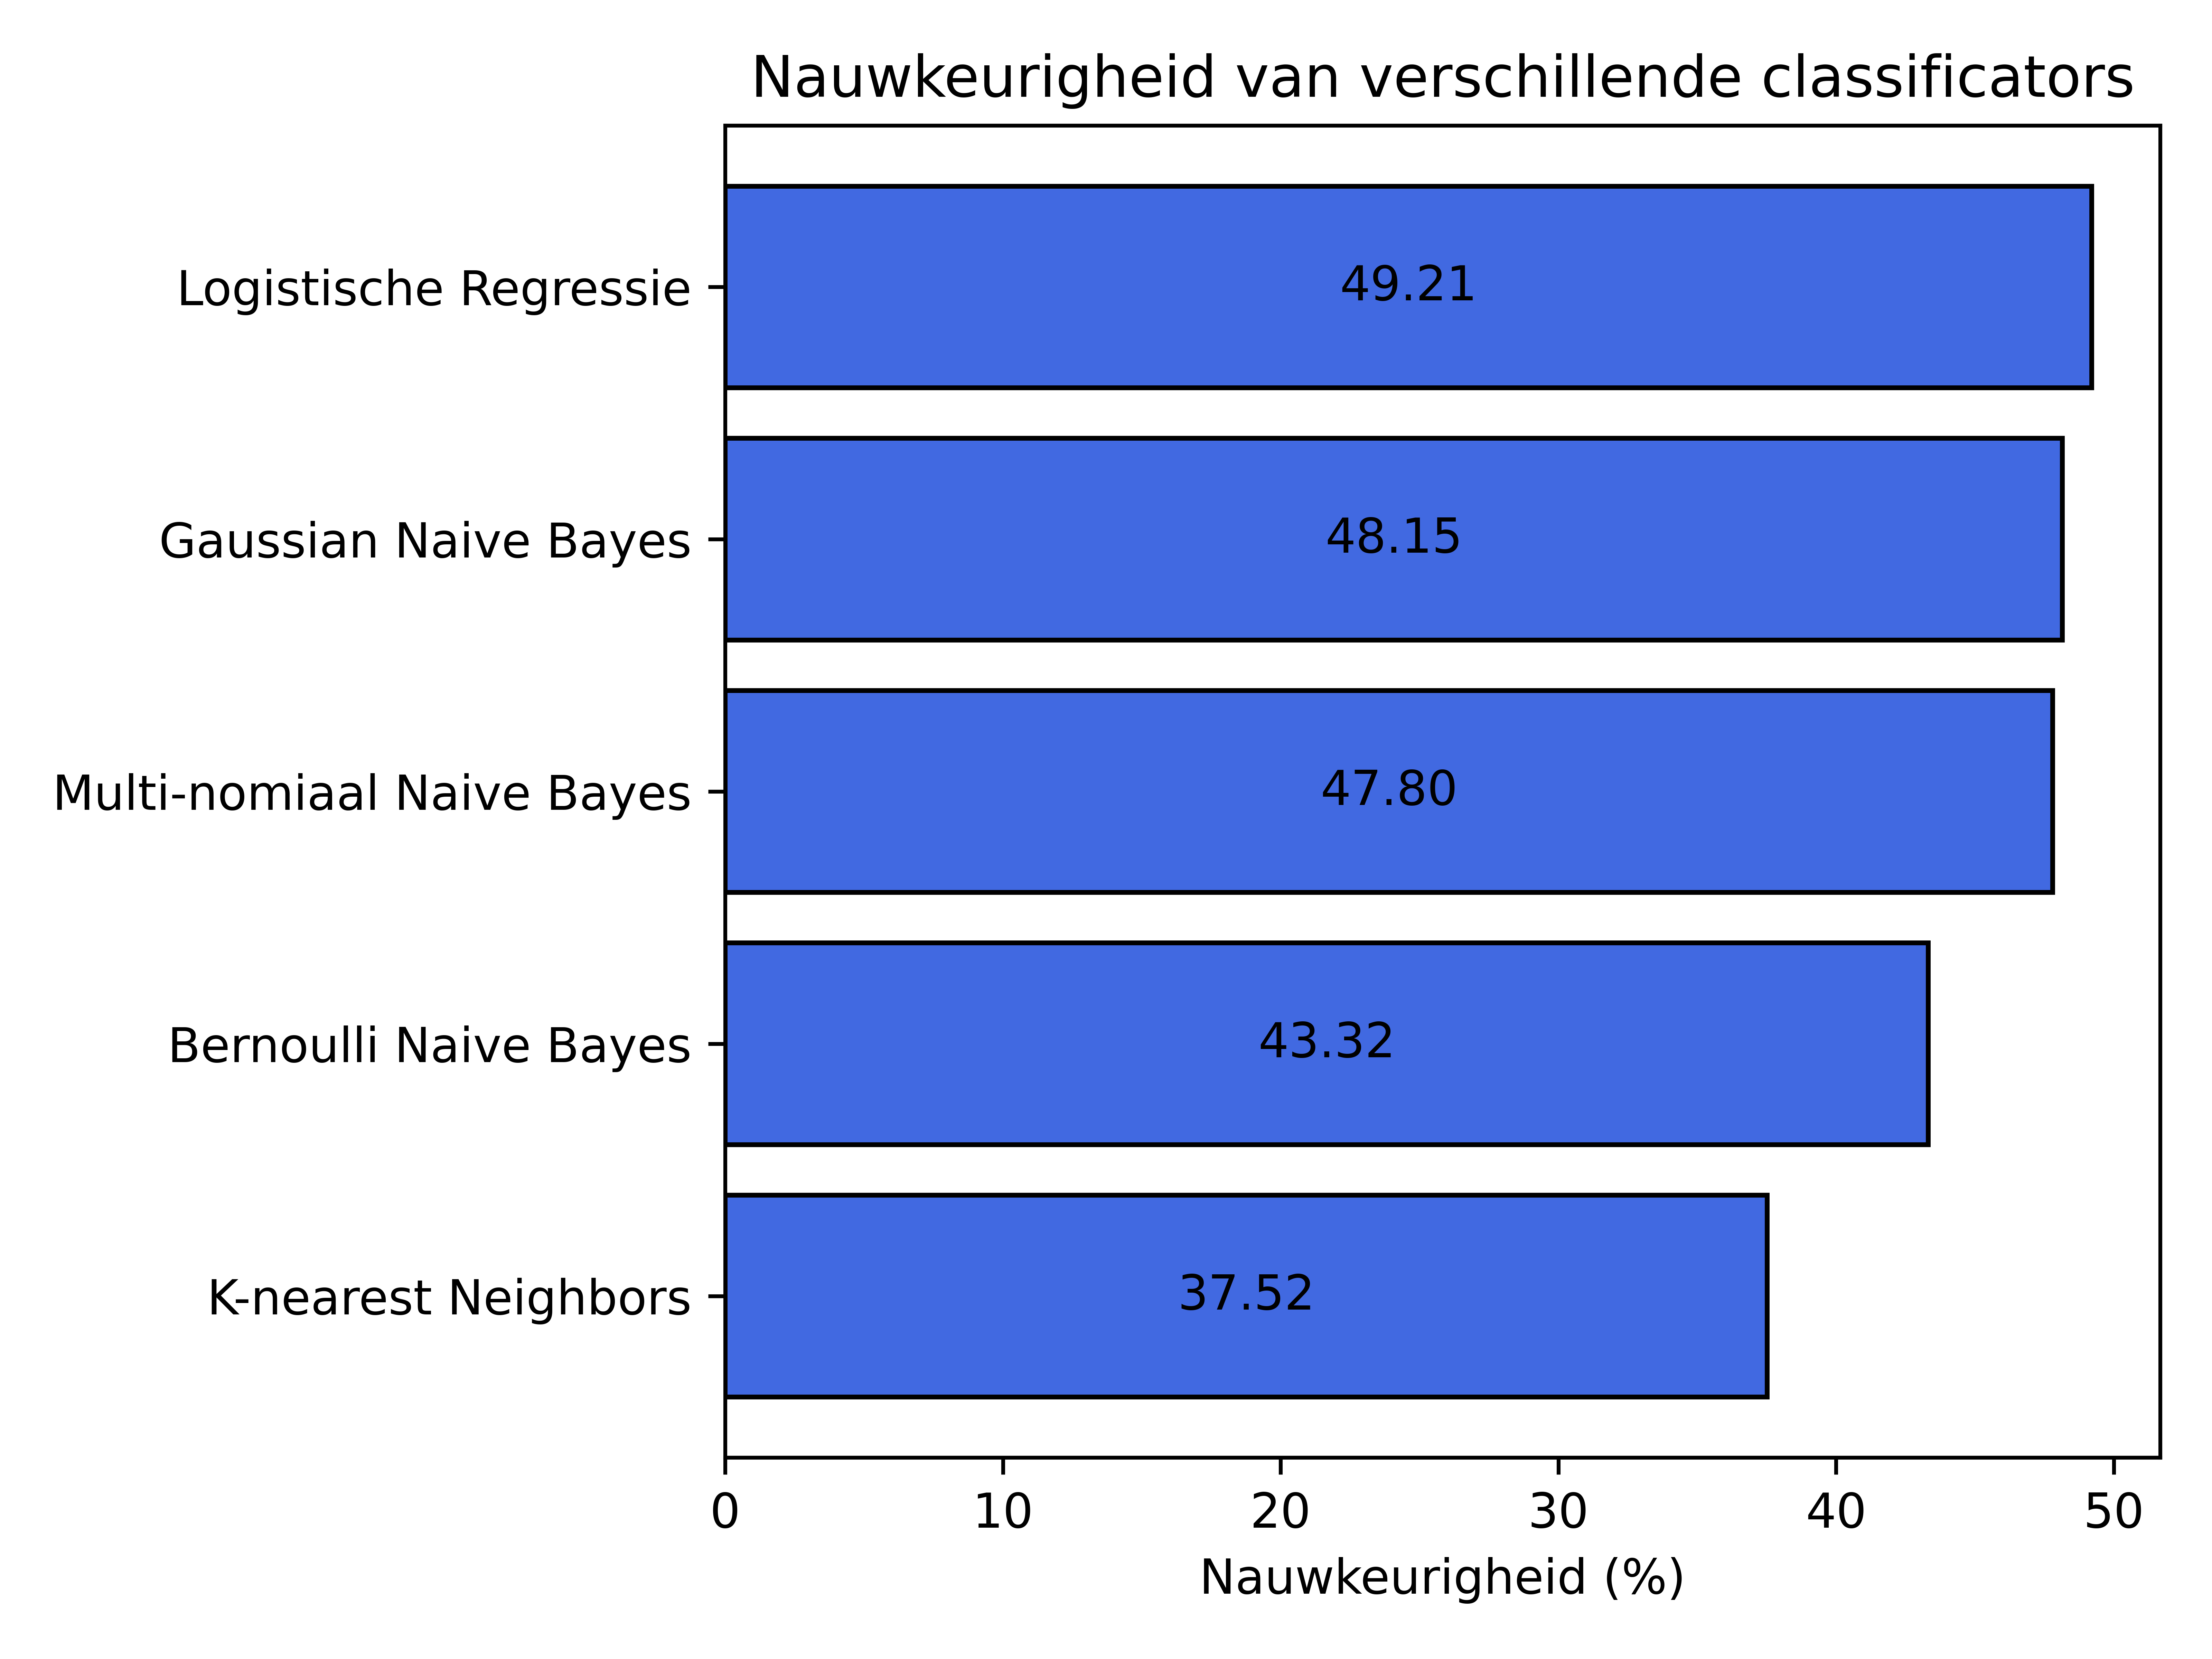 Nauwkeurigheid van verschillende classificators
Logistische Regressie
49.21
Gaussian Naive Bayes
48.15
Multi-nomiaal Naive Bayes
47.80
Bernoulli Naive Bayes
43.32
K-nearest Neighbors
37.52
0 10 20 30 40 50
Nauwkeurigheid (%)